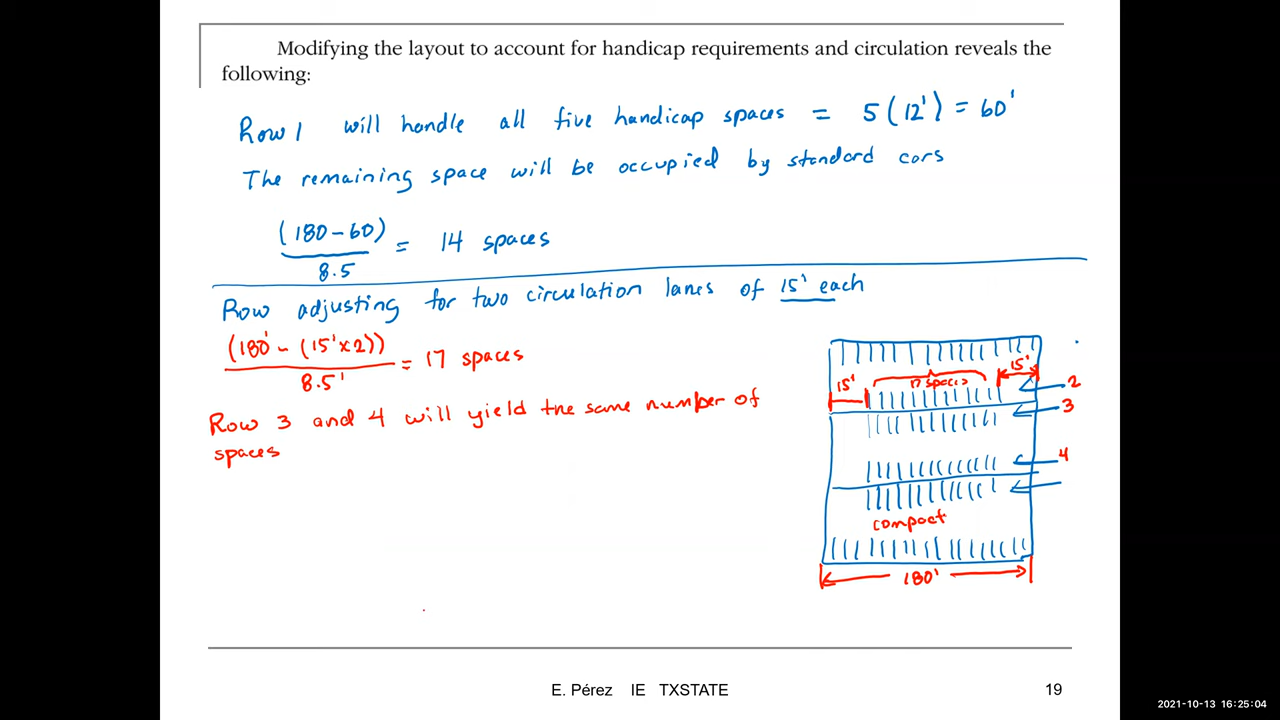 Modifying the layout to account for handicap requirements and circulation reveals the
following:
Row 1 will handle all five handicap spaces = 5(12') = 60'
The remaining space will be occupied by standard cars
(180-60)
8.5
= 14 spaces
Row adjusting for two circulation lanes of 15' each
(180' - (15'x2))
8.5'
= 17 spaces
Row 3 and 4 will yield the same number of
spaces
15'
17 spaces
15'
2
3
4
compact
180'
E. Pérez IE TXSTATE
19
2021-10-13 16:25:04